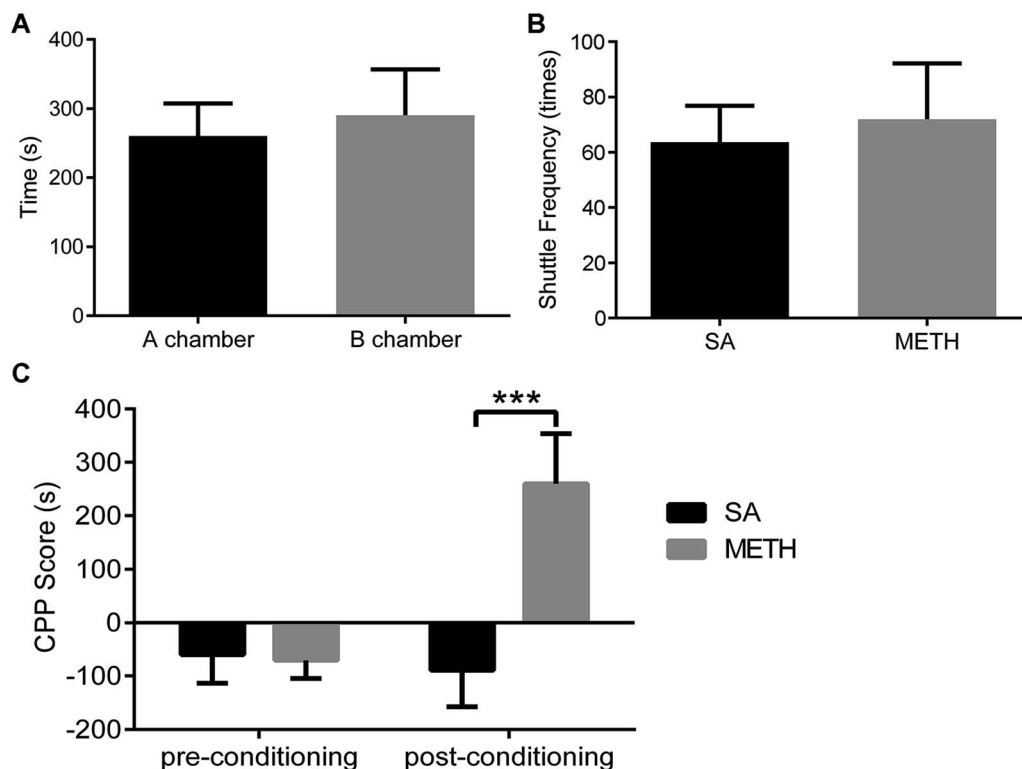 A
Time (s)
400
300
200
100
0
A chamber
B chamber
B
Shuttle Frequency (times)
100
80
60
40
20
0
SA
METH
C
CPP Score (s)
400
300
200
100
0
-100
-200
***
pre-conditioning
post-conditioning
SA
METH